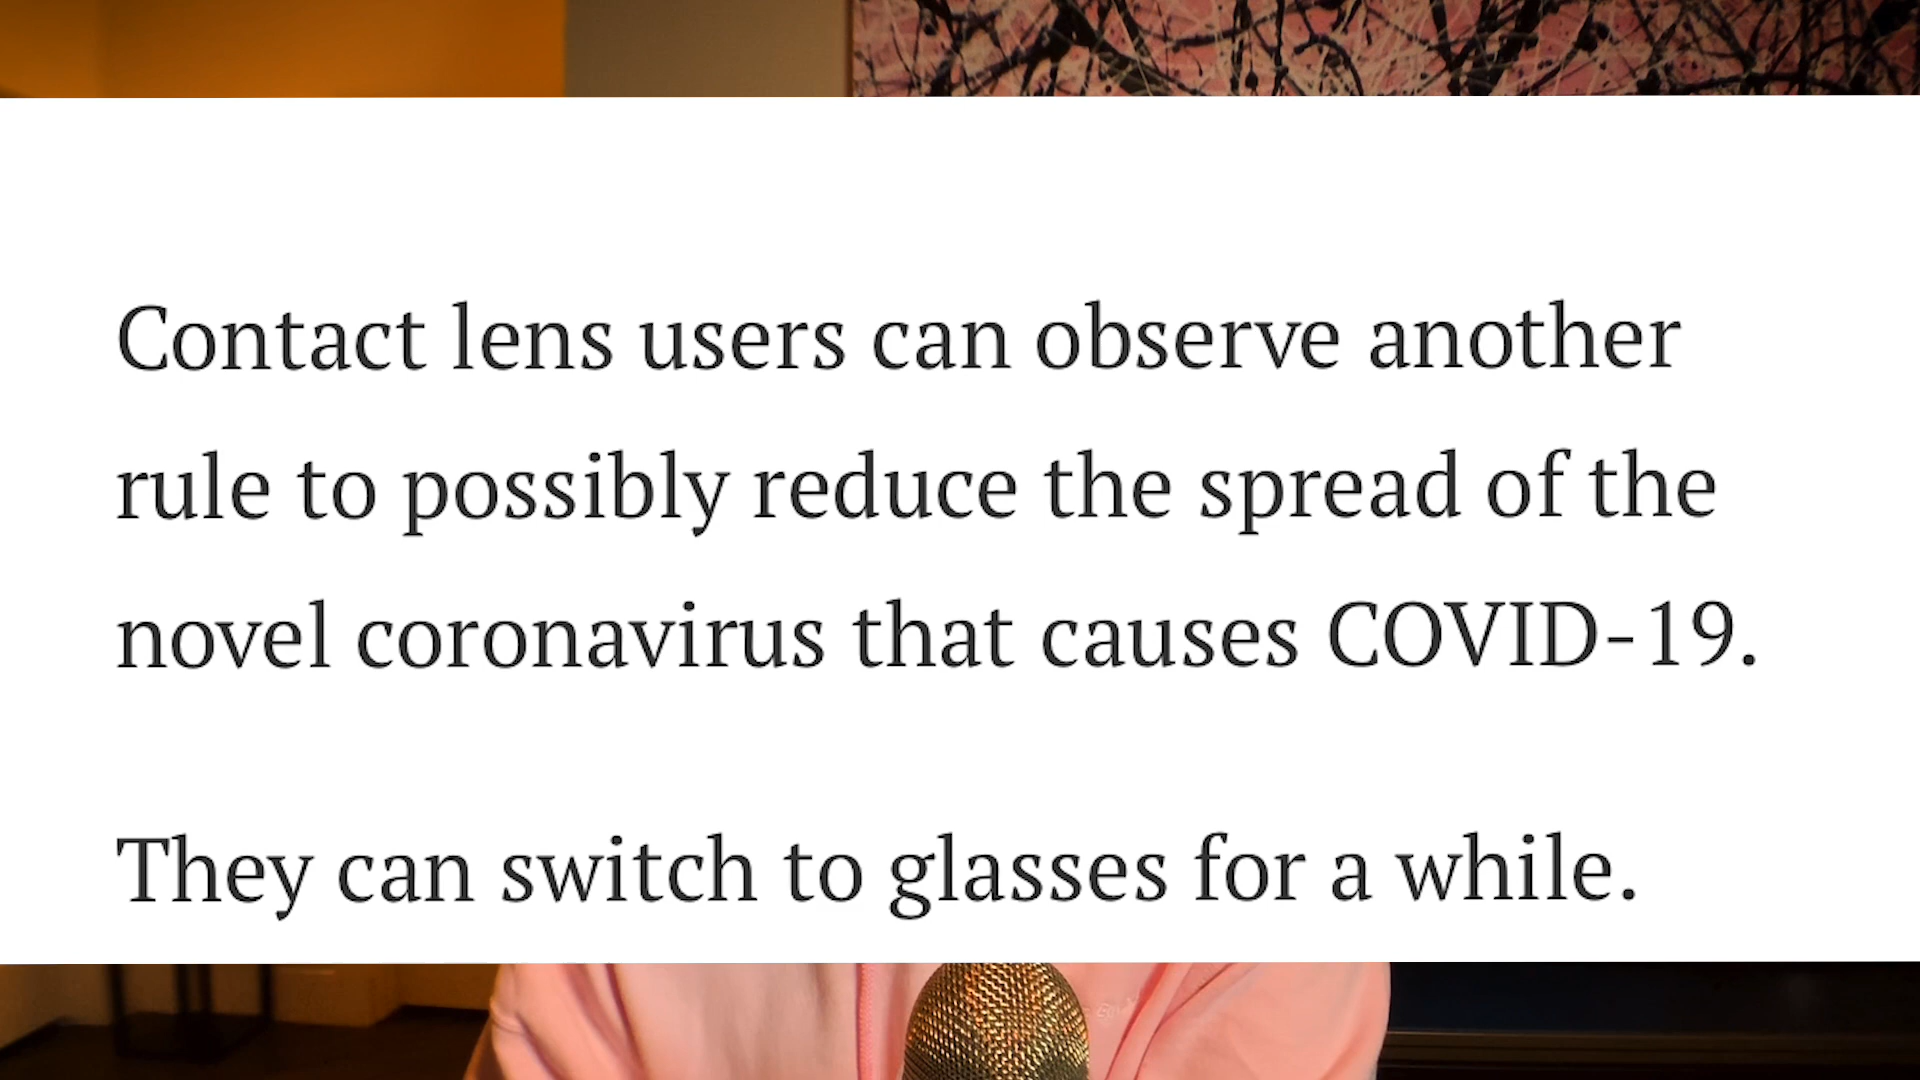 Contact lens users can observe another
rule to possibly reduce the spread of the
novel coronavirus that causes COVID-19.
They can switch to glasses for a while.